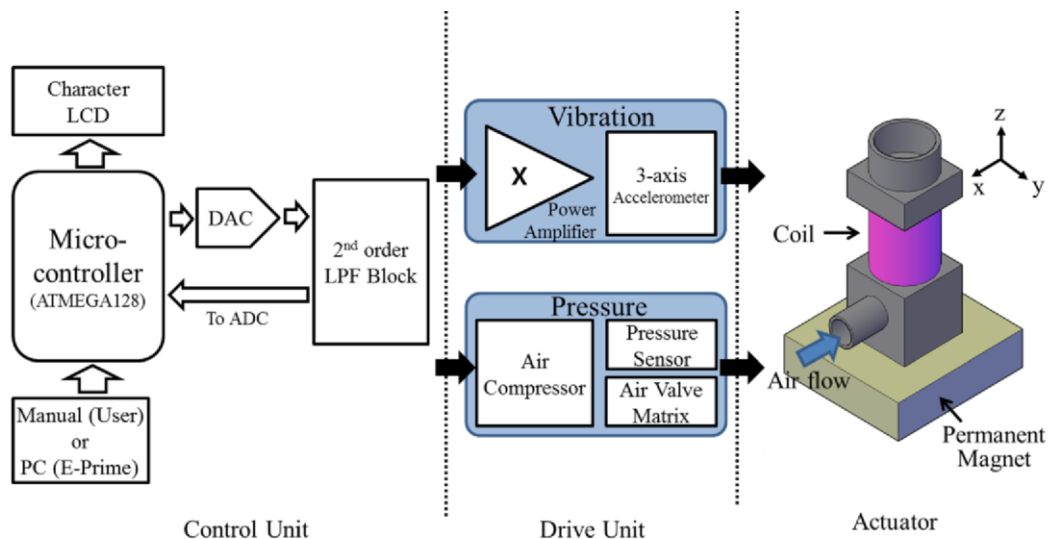 Character
LCD
Micro-
controller
(ATMEGA128)
Manual (User)
or
PC (E-Prime)
DAC
To ADC
2nd order
LPF Block
Control Unit
Vibration
X
Power
Amplifier
3-axis
Accelerometer
Pressure
Air
Compressor
Pressure
Sensor
Air Valve
Matrix
Drive Unit
z
x
y
Coil
Air flow
Permanent
Magnet
Actuator